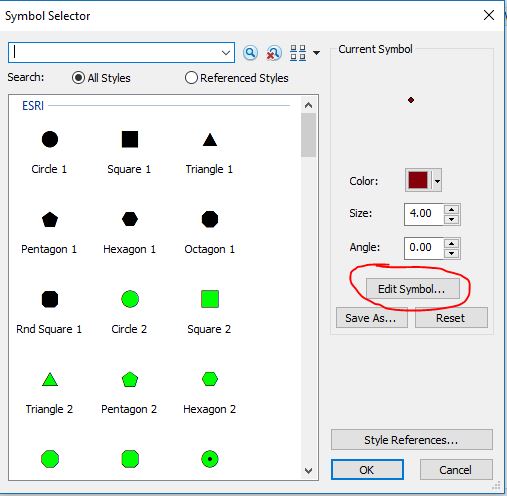 Symbol Selector
Search: All Styles Referenced Styles
ESRI
Circle 1 Square 1 Triangle 1
Pentagon 1 Hexagon 1 Octagon 1
Rnd Square 1 Circle 2 Square 2
Triangle 2 Pentagon 2 Hexagon 2
Current Symbol
Color:
Size: 4.00
Angle: 0.00
Edit Symbol...
Save As... Reset
Style References...
OK Cancel